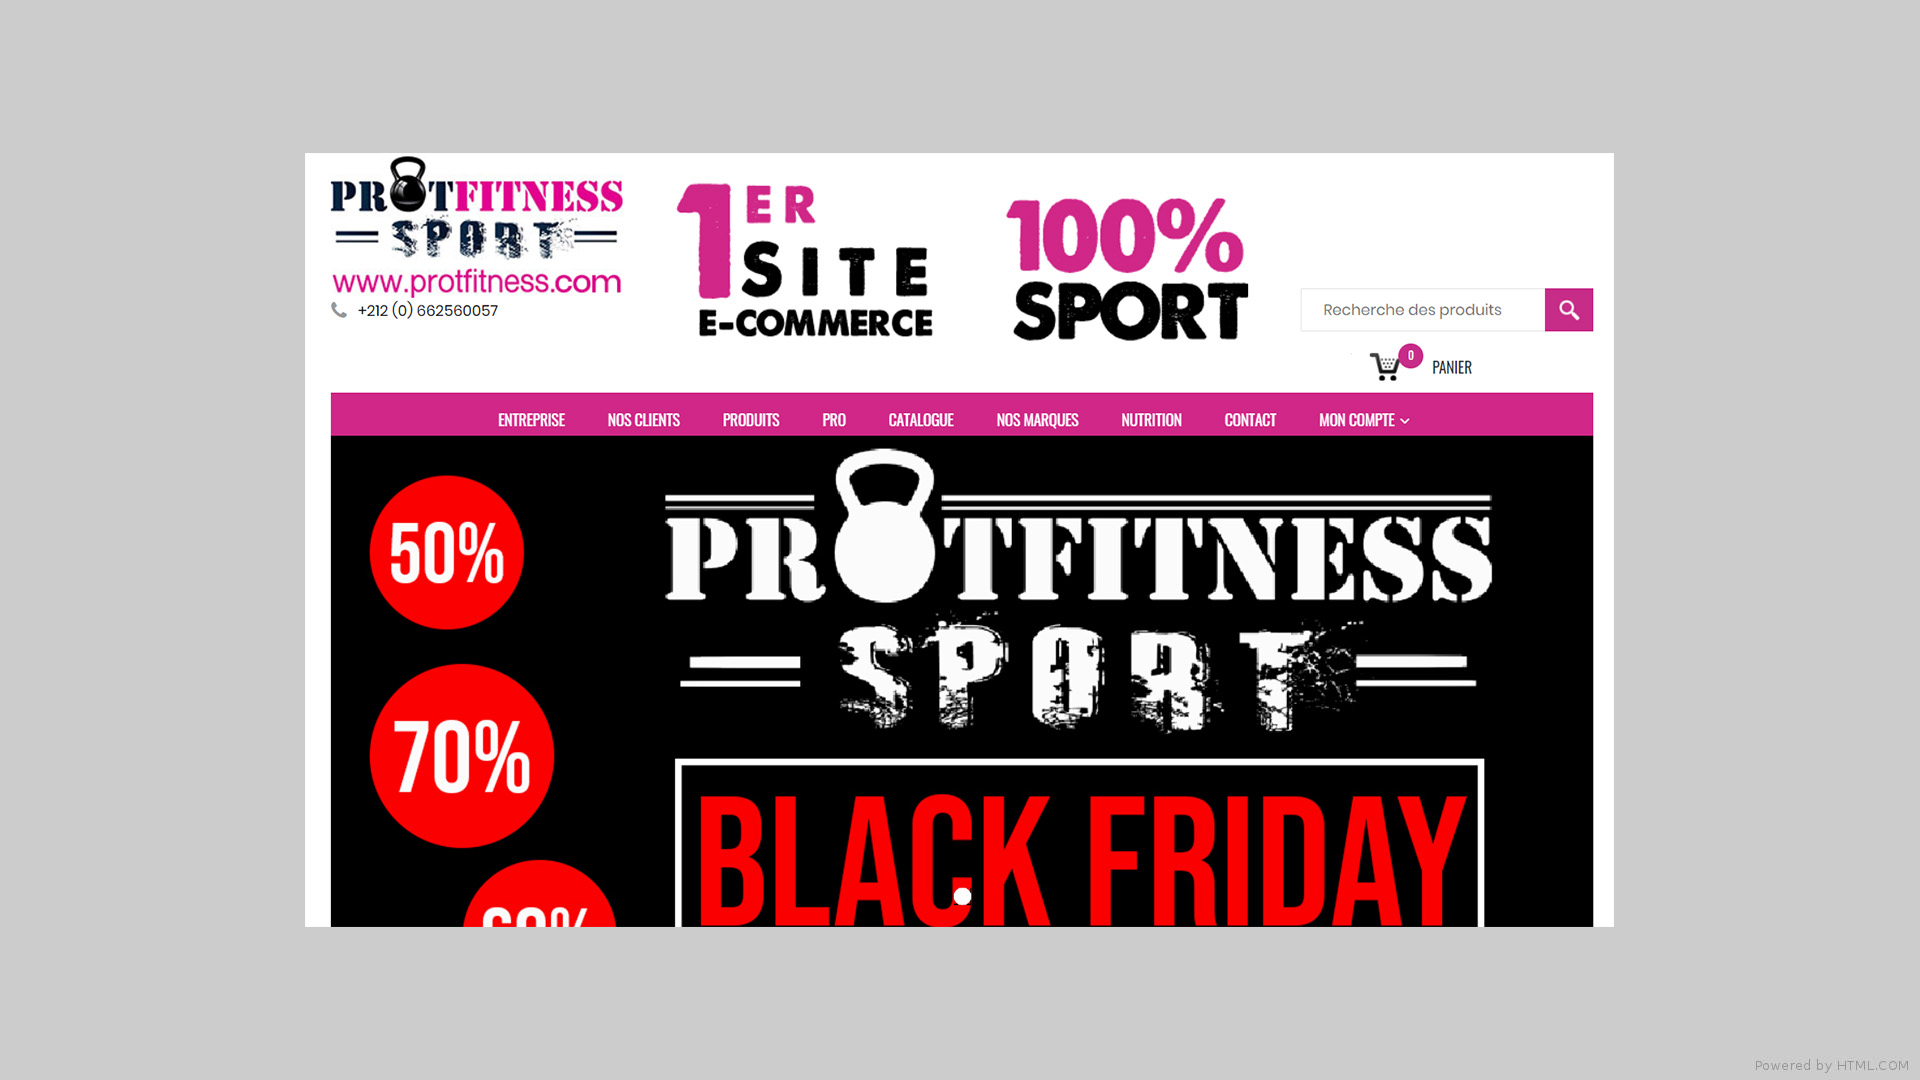 PROTFITNESS
SPORT
www.protfitness.com
+212 (0) 662560057
1ER
SITE
E-COMMERCE
100%
SPORT
Recherche des produits
0 PANIER
ENTREPRISE NOS CLIENTS PRODUITS PRO CATALOGUE NOS MARQUES NUTRITION CONTACT MON COMPTE
50%
70%
PROTFITNESS
SPORT
BLACK FRIDAY
Powered by HTML.COM